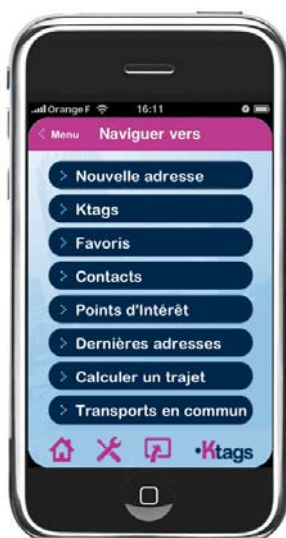 Orange F 16:11
Menu Naviguer vers
Nouvelle adresse
Ktags
Favoris
Contacts
Points d'Intérêt
Dernières adresses
Calculer un trajet
Transports en commun
•Ktags